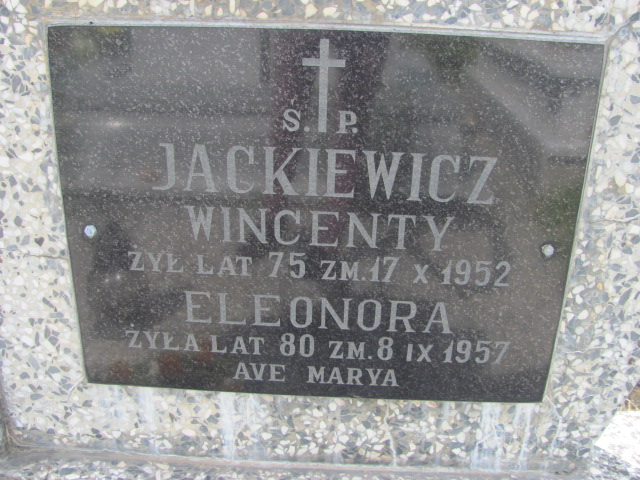 Ś. P.
JACKIEWICZ
WINCENTY
ŻYŁ LAT 75 ZM.17 X 1952
ELEONORA
ŻYŁA LAT 80 ZM.8 IX 1957
AVE MARYA